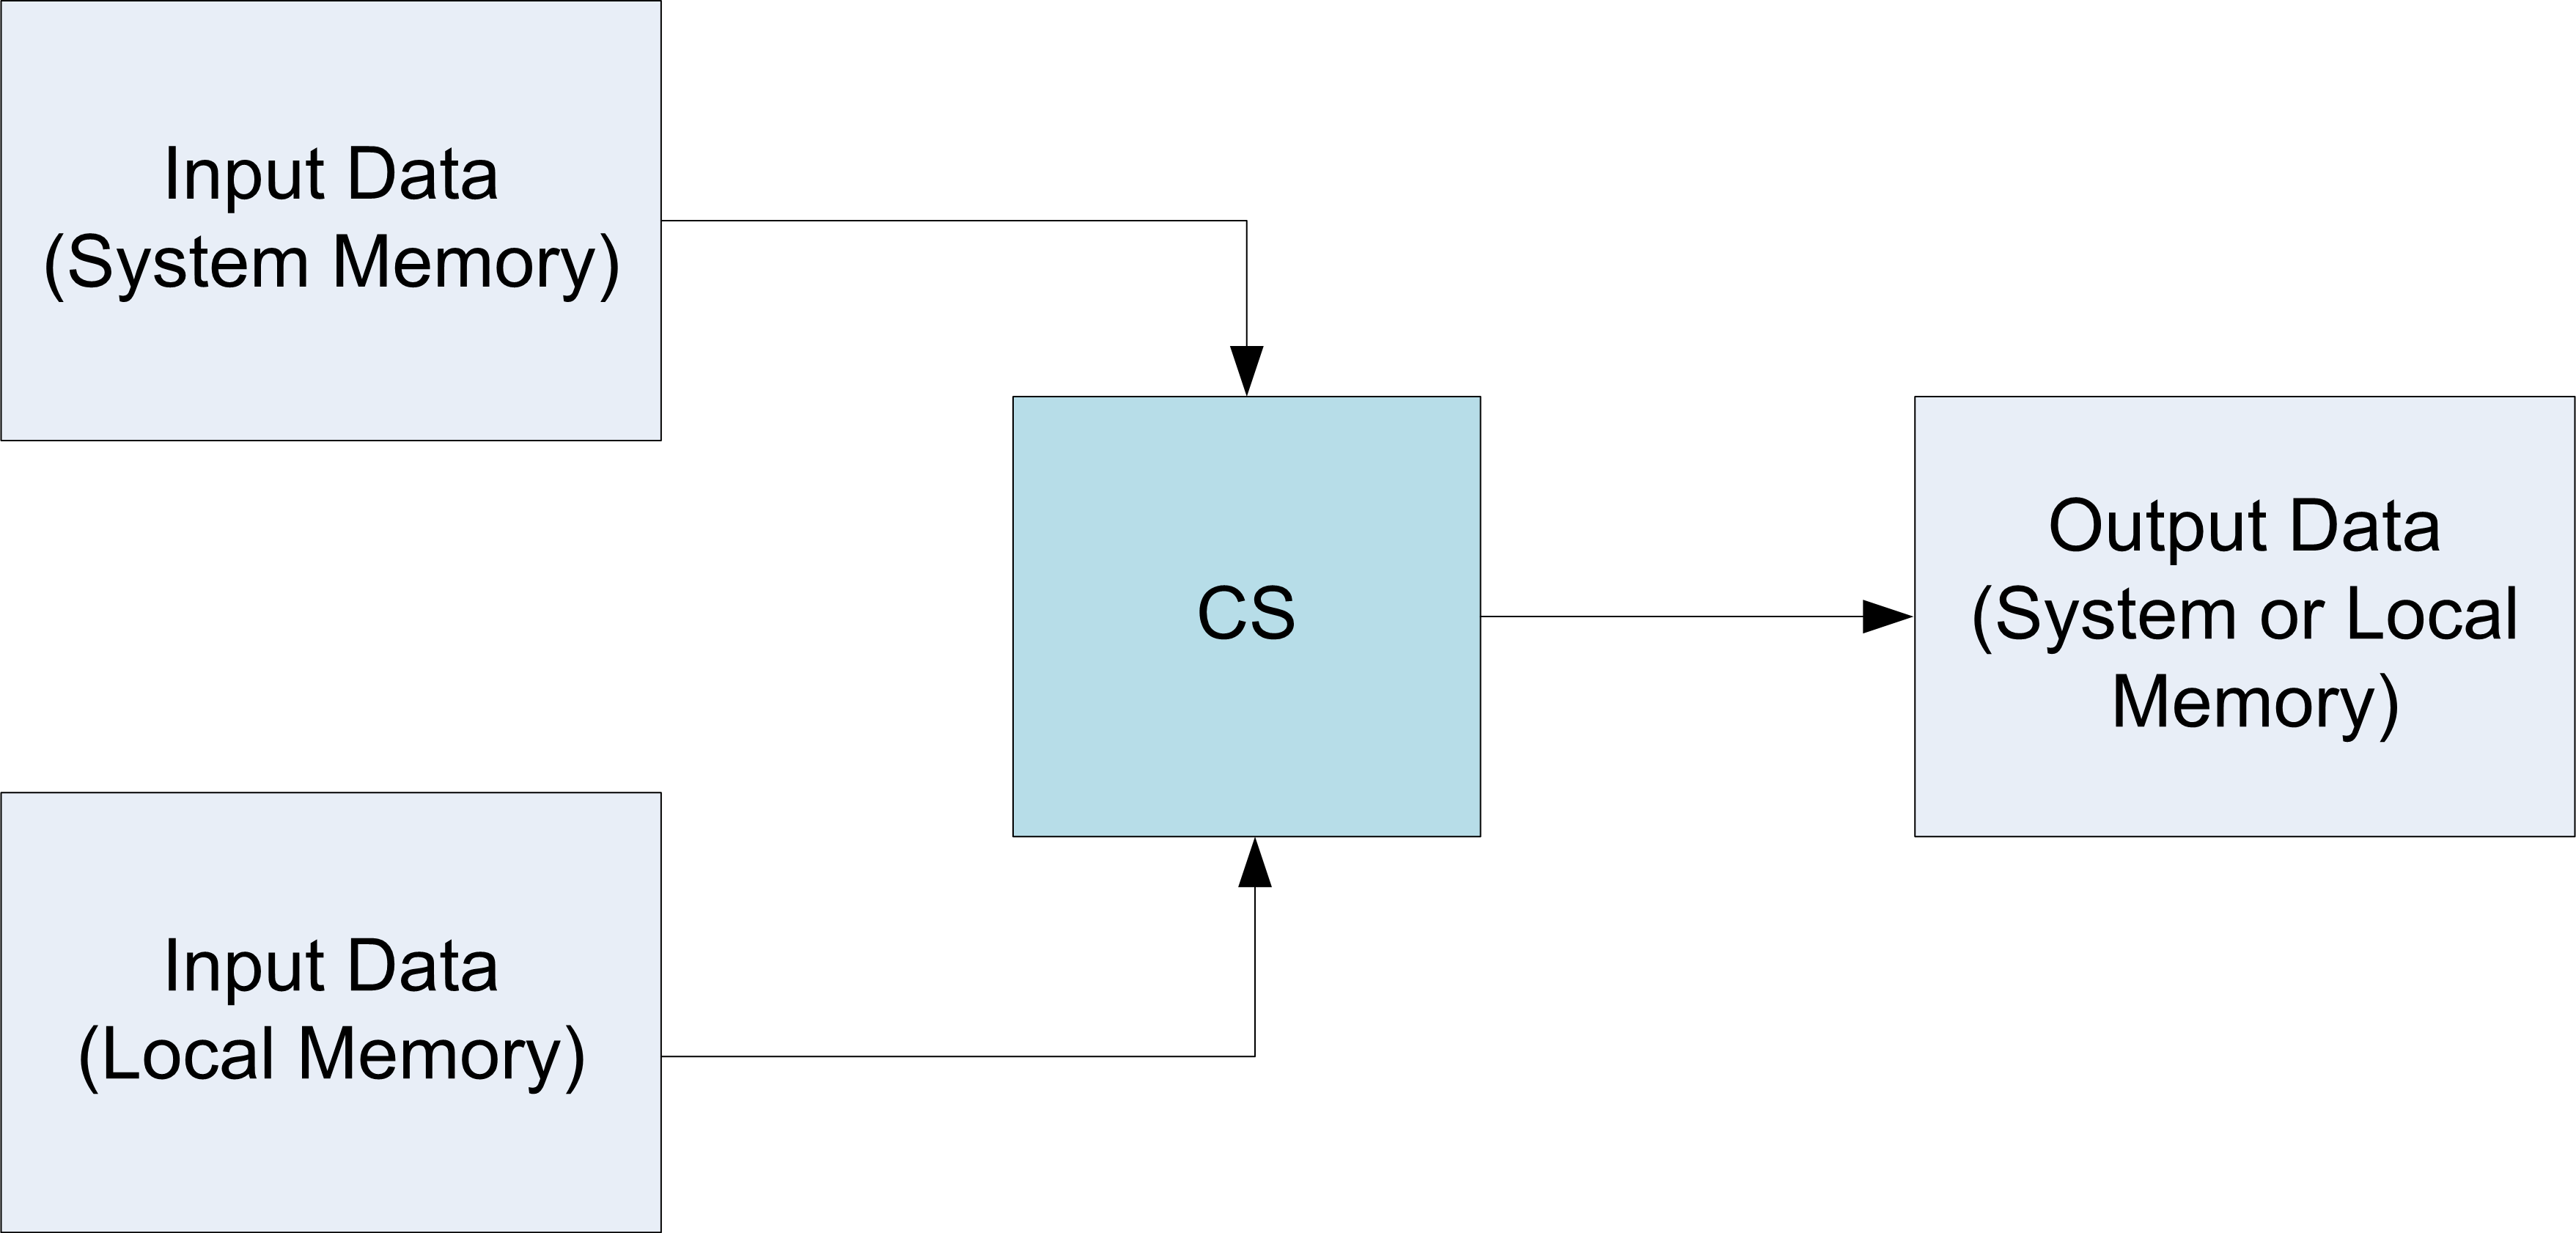 Input Data
(System Memory)
CS
Output Data
(System or Local
Memory)
Input Data
(Local Memory)